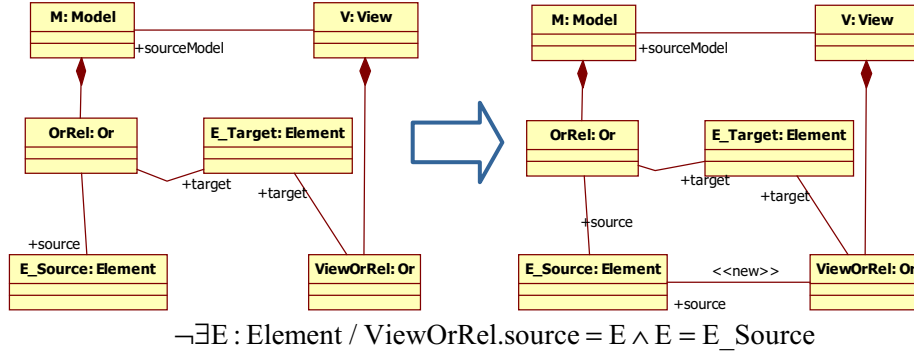 M: Model
V: View
+sourceModel
OrRel: Or
E_Target: Element
+target
+target
+source
E_Source: Element
ViewOrRel: Or
M: Model
V: View
+sourceModel
OrRel: Or
E_Target: Element
+target
+target
+source
E_Source: Element
<<new>>
ViewOrRel: Or
+source
¬∃E : Element / ViewOrRel.source = E ∧ E = E_Source